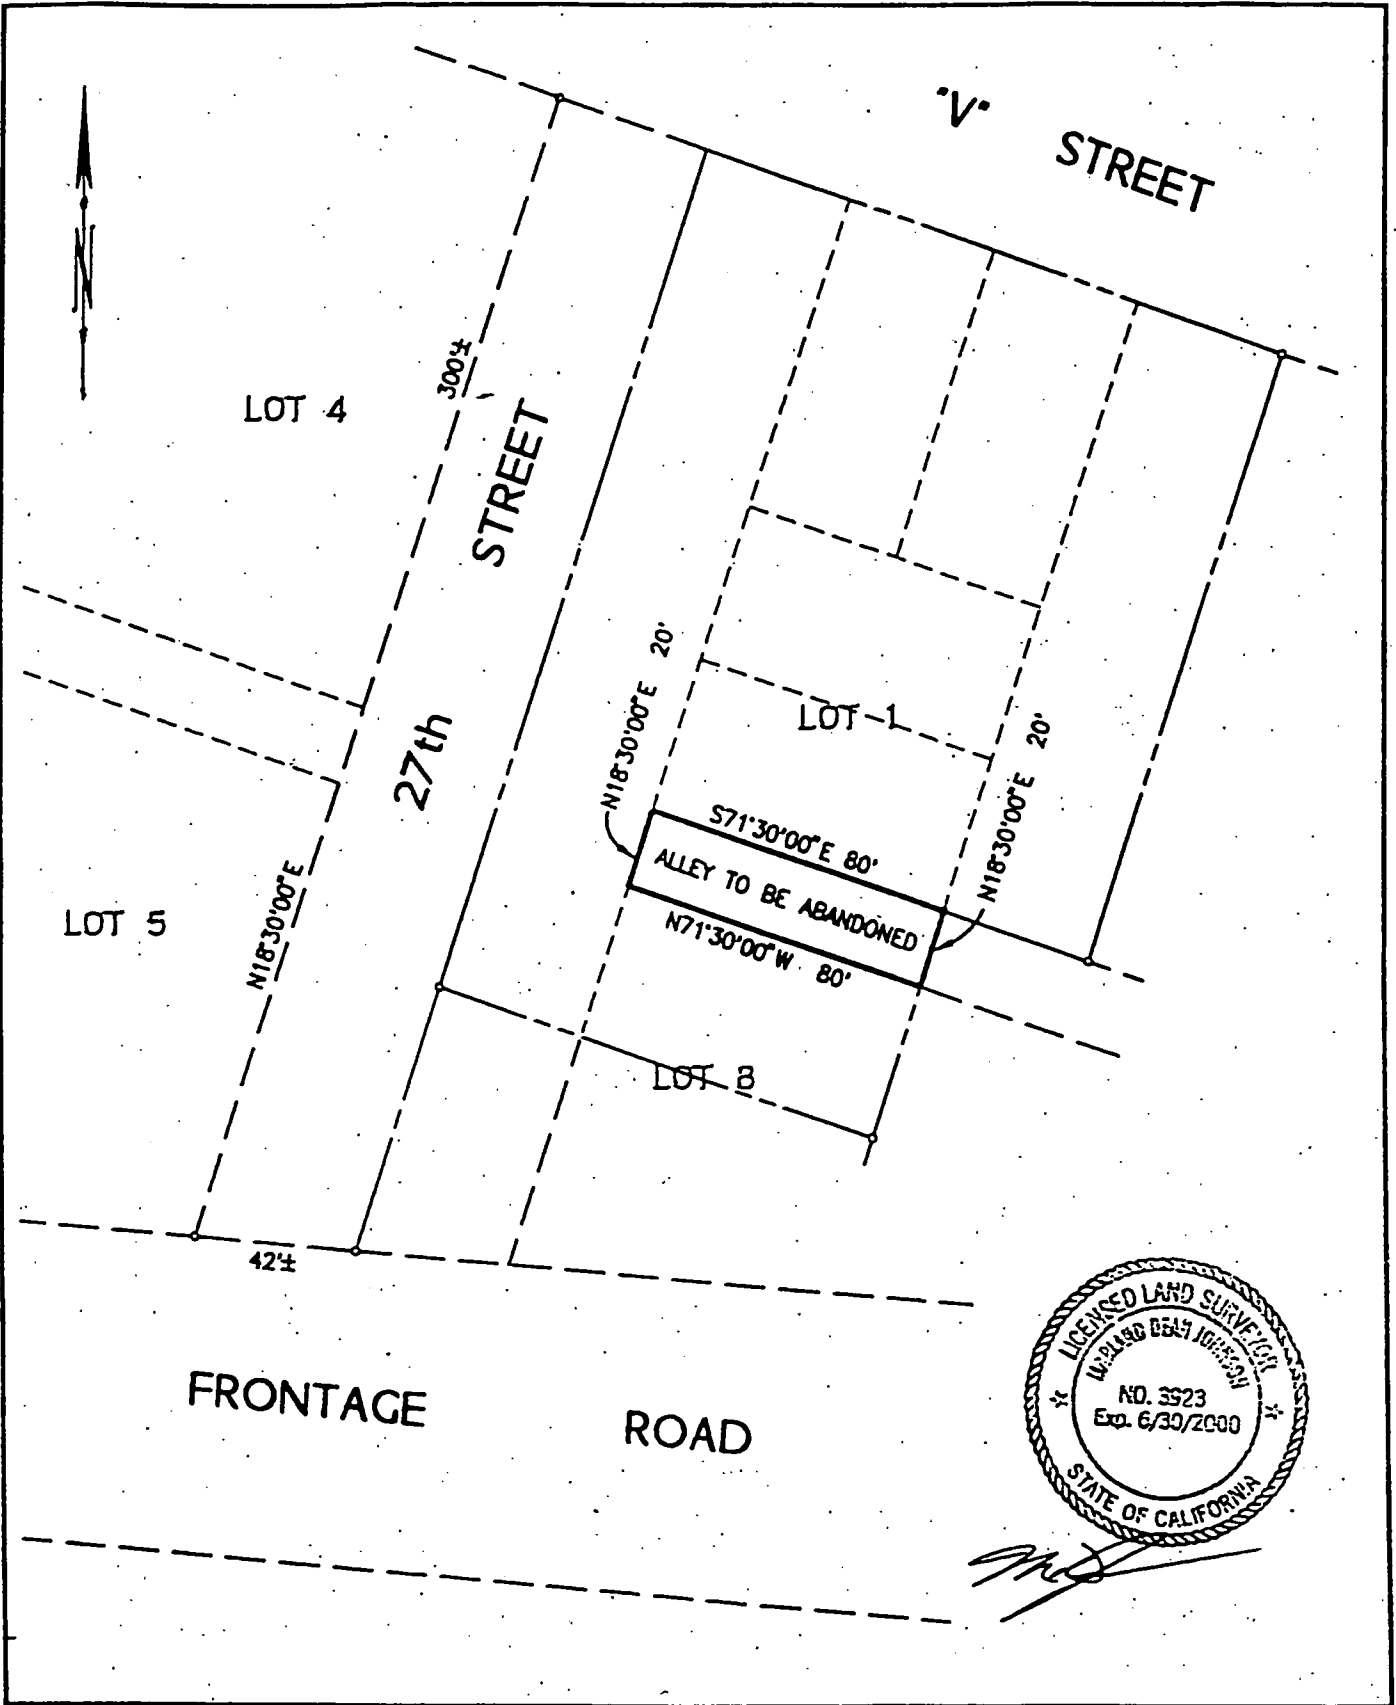 "V" STREET
N
300'±
LOT 4
27th STREET
N18°30'00"E 20'
LOT 1
N18°30'00"E 20'
S71°30'00"E 80'
ALLEY TO BE ABANDONED
N71°30'00"W 80'
LOT 5
N18°30'00"E
LOT 8
42'±
FRONTAGE ROAD
LICENSED LAND SURVEYOR
JOHNSON
NO. 3923
Exp. 6/30/2000
STATE OF CALIFORNIA